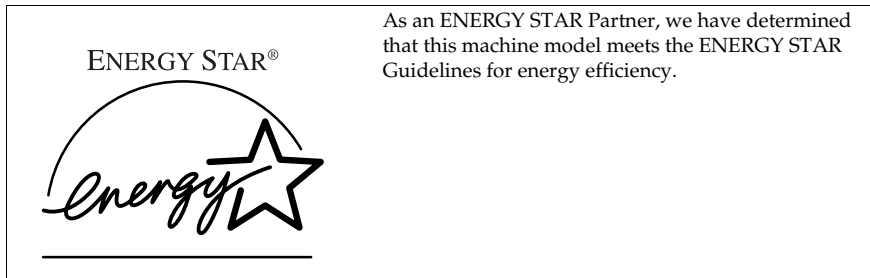 ENERGY STAR®
energy
As an ENERGY STAR Partner, we have determined
that this machine model meets the ENERGY STAR
Guidelines for energy efficiency.